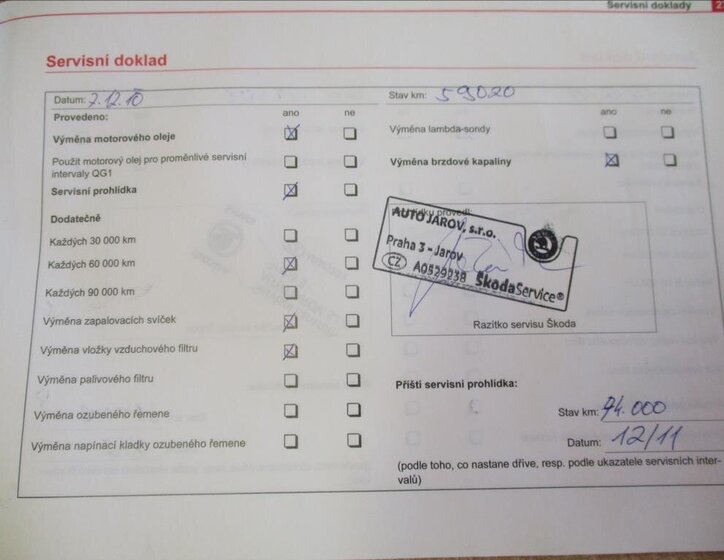 Servisní doklady
Servisní doklad
Datum: 7.12.10
Stav km: 59020
Provedeno: ano ne
ano ne
Výměna motorového oleje
Výměna lambda-sondy
Použit motorový olej pro proměnlivé servisní
intervaly QG1
Výměna brzdové kapaliny
Servisní prohlídka
Dodatečně
Každých 30 000 km
Každých 60 000 km
Každých 90 000 km
Výměna zapalovacích svíček
Výměna vložky vzduchového filtru
Výměna palivového filtru
Výměna ozubeného řemene
Výměna napínací kladky ozubeného řemene
AUTO JAROV, s.r.o.
Praha 3 - Jarov
CZ A0529238 ŠkodaService®
Razítko servisu Škoda
Příští servisní prohlídka:
Stav km: 74.000
Datum: 12/11
(podle toho, co nastane dříve, resp. podle ukazatele servisních inter-
valů)